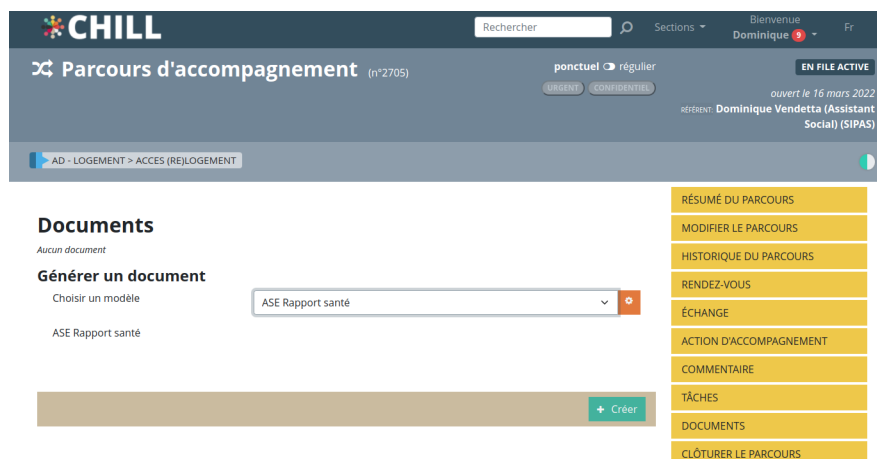 CHILL
Rechercher
Sections
Bienvenue
Dominique 9
Fr
Parcours d'accompagnement (n°2705)
ponctuel régulier
URGENT CONFIDENTIEL
EN FILE ACTIVE
ouvert le 16 mars 2022
RÉFÉRENT: Dominique Vendetta (Assistant
Social) (SIPAS)
AD - LOGEMENT > ACCES (RE)LOGEMENT
Documents
Aucun document
Générer un document
Choisir un modèle
ASE Rapport santé
ASE Rapport santé
+ Créer
RÉSUMÉ DU PARCOURS
MODIFIER LE PARCOURS
HISTORIQUE DU PARCOURS
RENDEZ-VOUS
ÉCHANGE
ACTION D'ACCOMPAGNEMENT
COMMENTAIRE
TÂCHES
DOCUMENTS
CLÔTURER LE PARCOURS